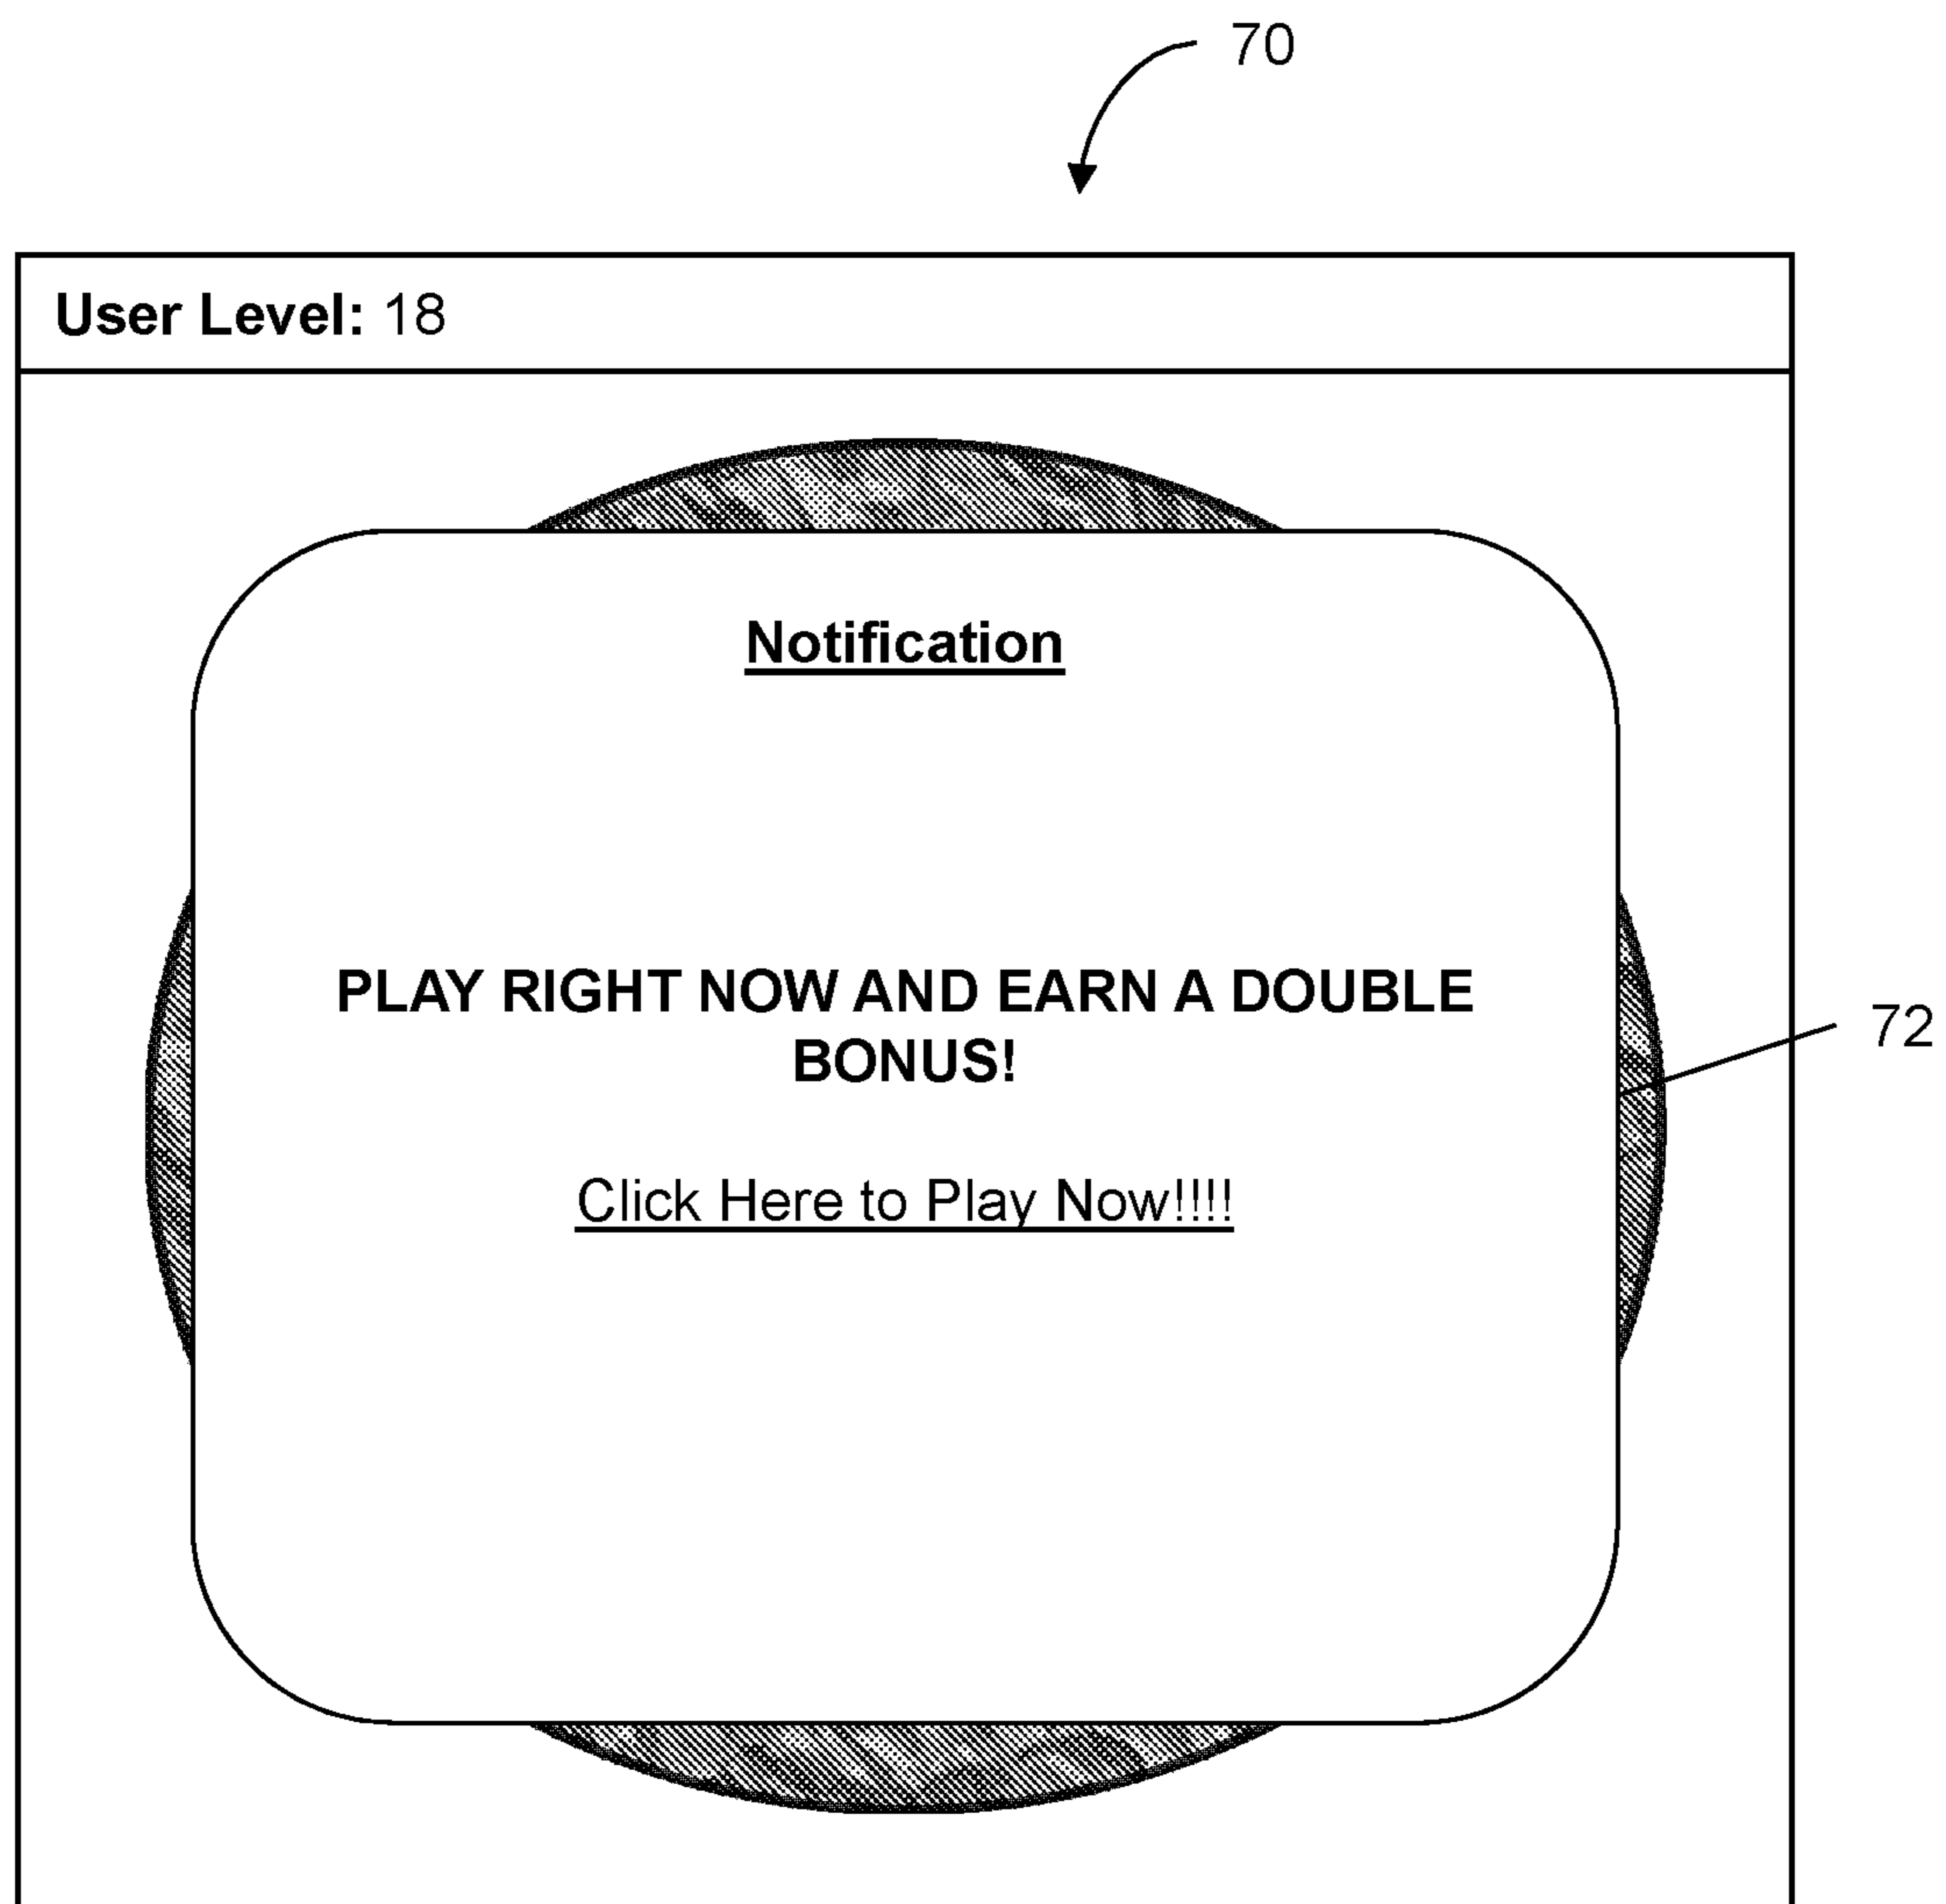 70
User Level: 18
Notification
PLAY RIGHT NOW AND EARN A DOUBLE
BONUS!
72
Click Here to Play Now!!!!